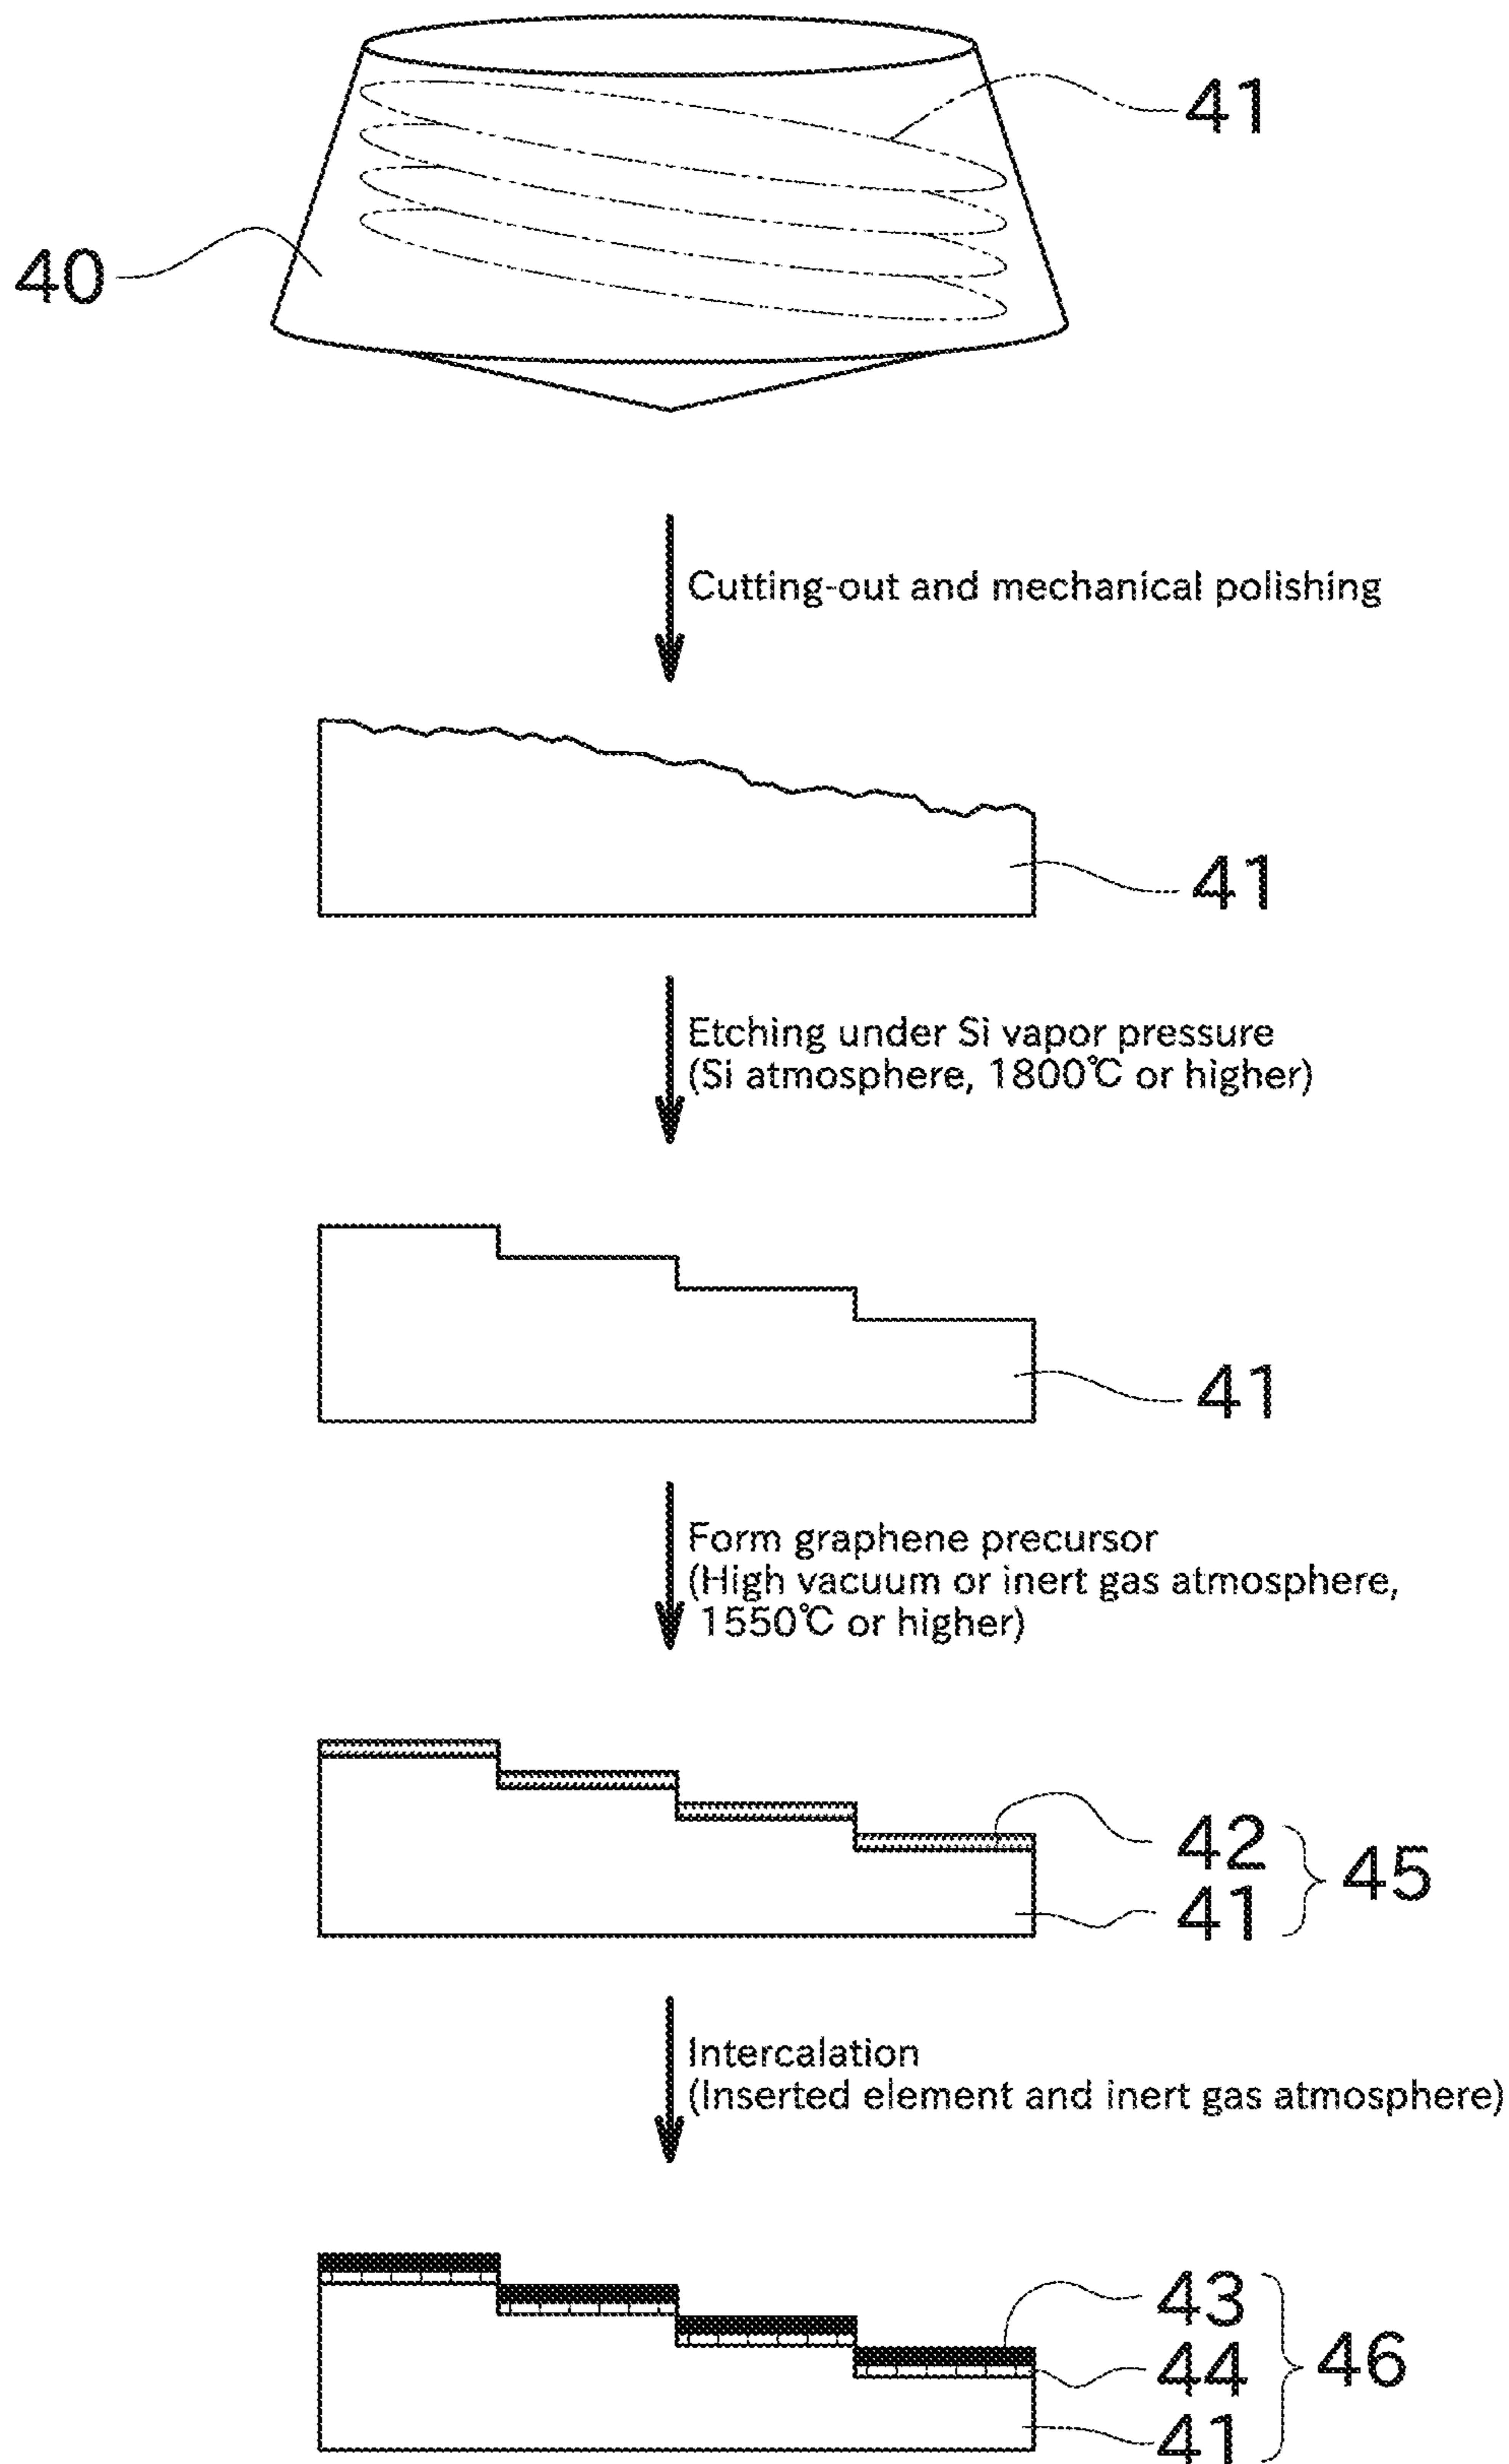 41
40
Cutting-out and mechanical polishing
41
Etching under Si vapor pressure
(Si atmosphere, 1800℃ or higher)
41
Form graphene precursor
(High vacuum or inert gas atmosphere,
1550℃ or higher)
42
45
41
Intercalation
(Inserted element and inert gas atmosphere)
43
44
46
41